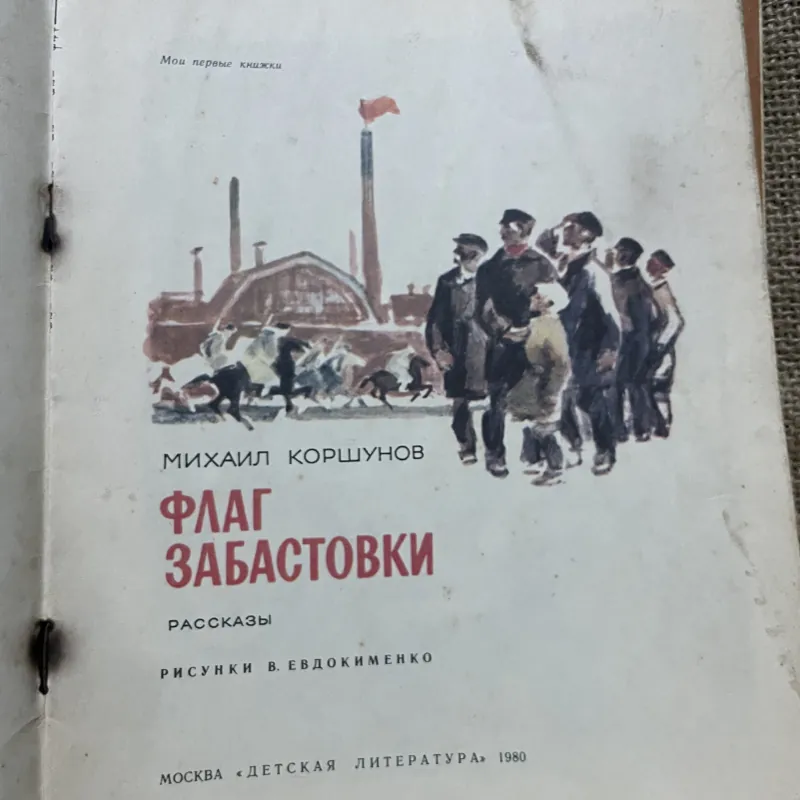 Мои первые книжки
МИХАИЛ КОРШУНОВ
ФЛАГ
ЗАБАСТОВКИ
РАССКАЗЫ
РИСУНКИ В. ЕВДОКИМЕНКО
МОСКВА «ДЕТСКАЯ ЛИТЕРАТУРА» 1980